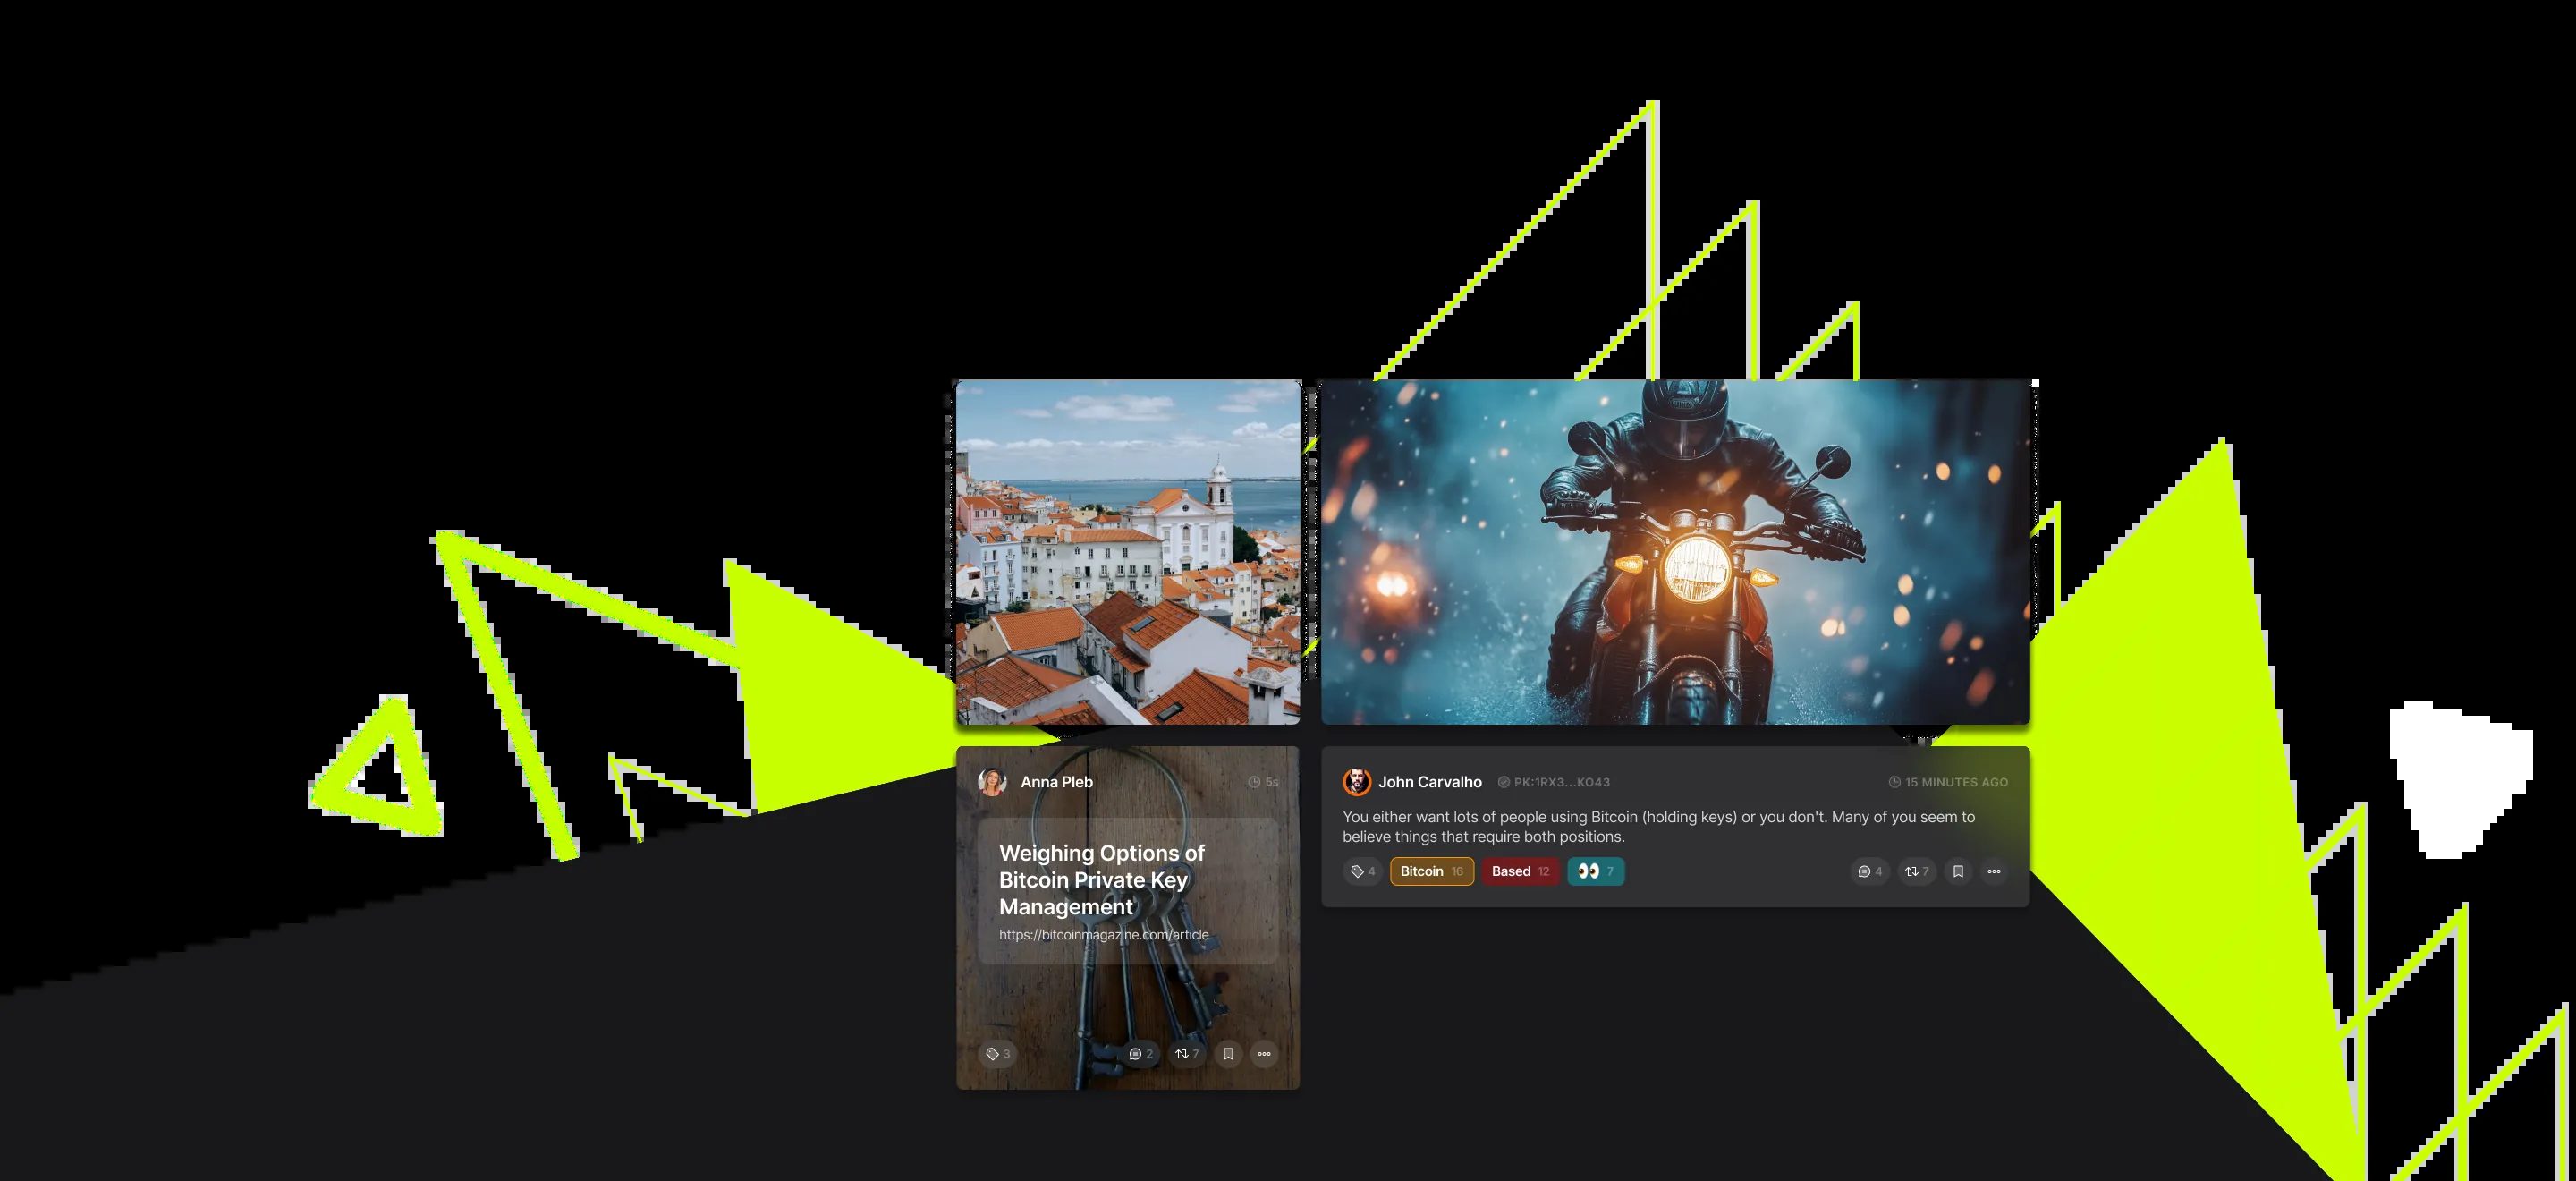 Anna Pleb
5s
Weighing Options of
Bitcoin Private Key
Management
https://bitcoinmagazine.com/article
3
2
7
John Carvalho
PK:1RX3...KO43
15 MINUTES AGO
You either want lots of people using Bitcoin (holding keys) or you don't. Many of you seem to
believe things that require both positions.
4
Bitcoin 16
Based 12
👀 7
4
7